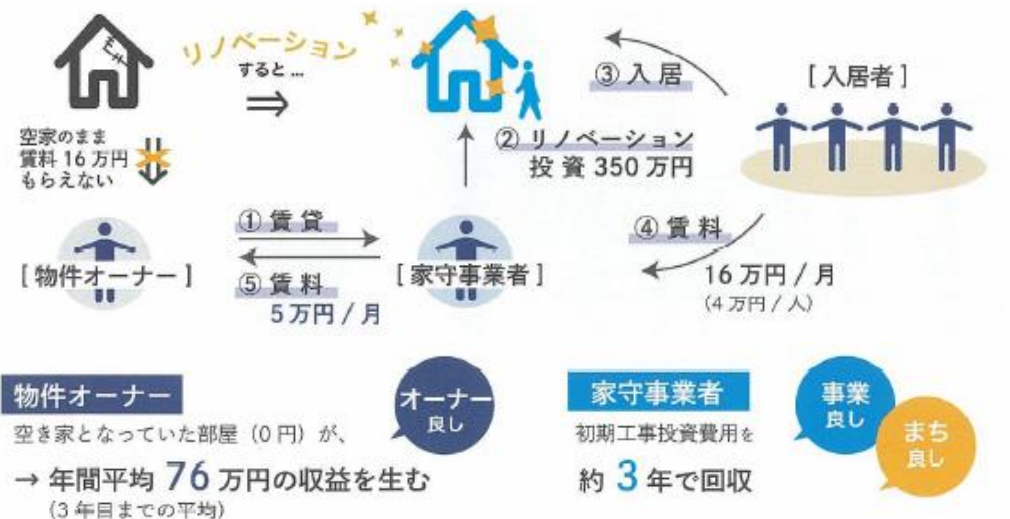 リノベーション
すると...
空家のまま
賃料 16 万円
もらえない
③ 入居
[ 入居者 ]
② リノベーション
投資 350 万円
① 賃貸
[ 物件オーナー ]
[ 家守事業者 ]
⑤ 賃料
5 万円 / 月
④ 賃料
16 万円 / 月
(4 万円 / 人)
物件オーナー
オーナー
良し
空き家となっていた部屋 (0 円) が、
→ 年間平均 76 万円の収益を生む
(3 年目までの平均)
家守事業者
事業
良し
まち
良し
初期工事投資費用を
約 3 年で回収